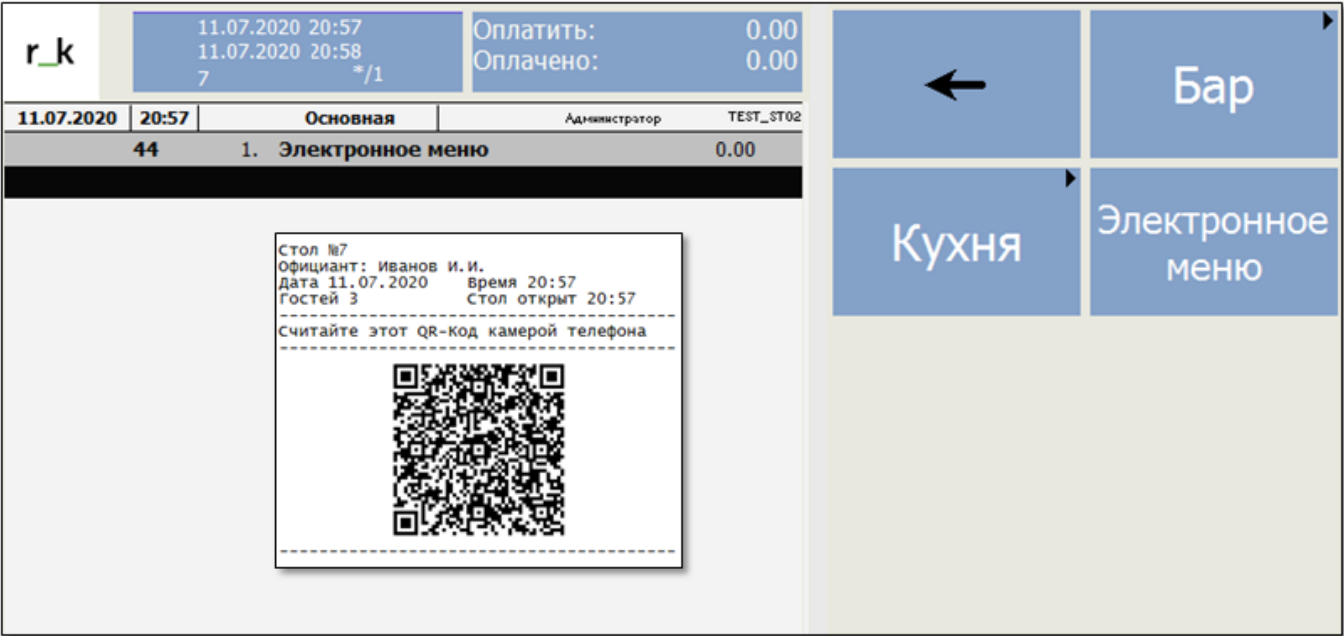 r_k
11.07.2020 20:57
11.07.2020 20:58
7 */1
Оплатить: 0.00
Оплачено: 0.00
11.07.2020 20:57 Основная Администратор TEST_ST02
44 1. Электронное меню 0.00
Стол №7
Официант: Иванов И.И.
Дата 11.07.2020 Время 20:57
Гостей 3 Стол открыт 20:57
----------------------------------------
Считайте этот QR-Код камерой телефона
----------------------------------------
----------------------------------------
Бар
Кухня
Электронное
меню